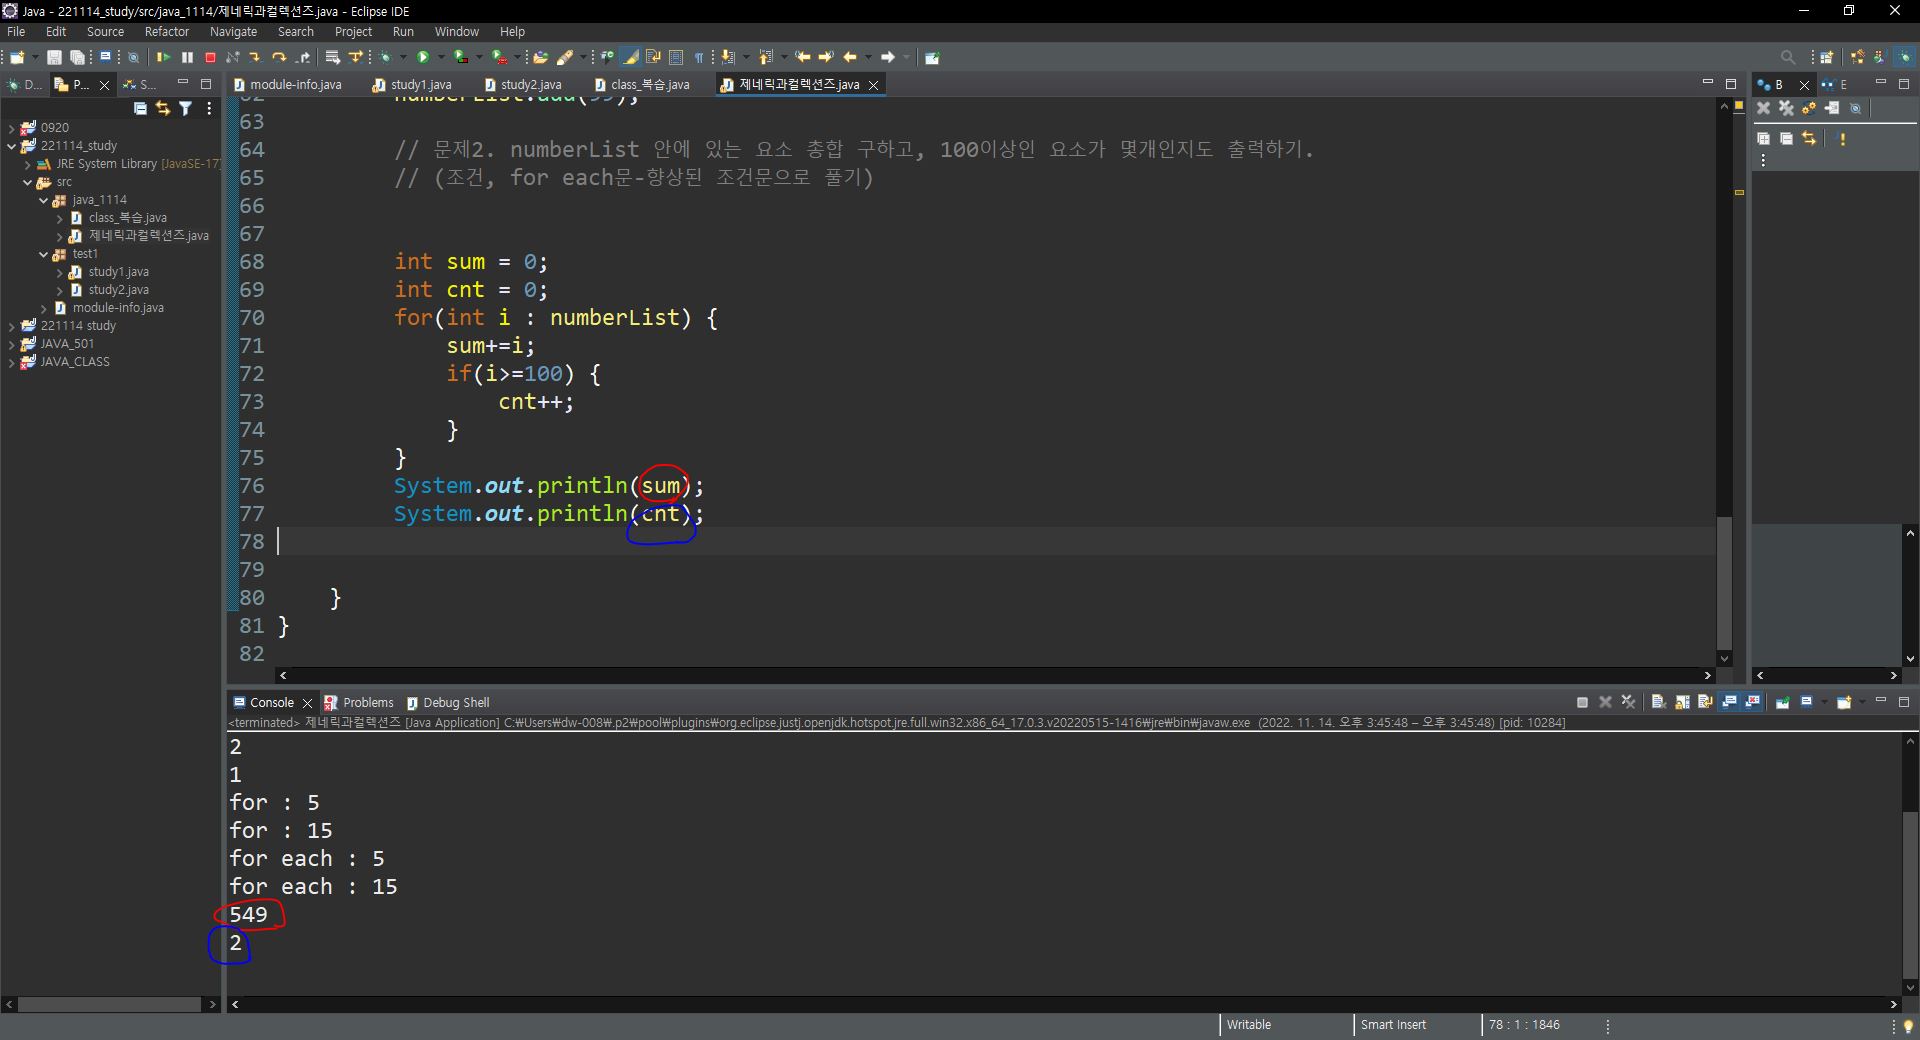 Java - 221114_study/src/java_1114/제네릭과컬렉션즈.java - Eclipse IDE
File Edit Source Refactor Navigate Search Project Run Window Help
D... P... S...
module-info.java study1.java study2.java class_복습.java 제네릭과컬렉션즈.java
B E
0920
221114_study
JRE System Library [JavaSE-17]
src
java_1114
class_복습.java
제네릭과컬렉션즈.java
test1
study1.java
study2.java
module-info.java
221114 study
JAVA_501
JAVA_CLASS
62 numberList.add(99);
63
64 // 문제2. numberList 안에 있는 요소 총합 구하고, 100이상인 요소가 몇개인지도 출력하기.
65 // (조건, for each문-향상된 조건문으로 풀기)
66
67
68 int sum = 0;
69 int cnt = 0;
70 for(int i : numberList) {
71 sum+=i;
72 if(i>=100) {
73 cnt++;
74 }
75 }
76 System.out.println(sum);
77 System.out.println(cnt);
78
79
80 }
81 }
82
Console Problems Debug Shell
<terminated> 제네릭과컬렉션즈 [Java Application] C:₩Users₩dw-008₩.p2₩pool₩plugins₩org.eclipse.justj.openjdk.hotspot.jre.full.win32.x86_64_17.0.3.v20220515-1416₩jre₩bin₩javaw.exe (2022. 11. 14. 오후 3:45:48 – 오후 3:45:48) [pid: 10284]
2
1
for : 5
for : 15
for each : 5
for each : 15
549
2
Writable Smart Insert 78 : 1 : 1846